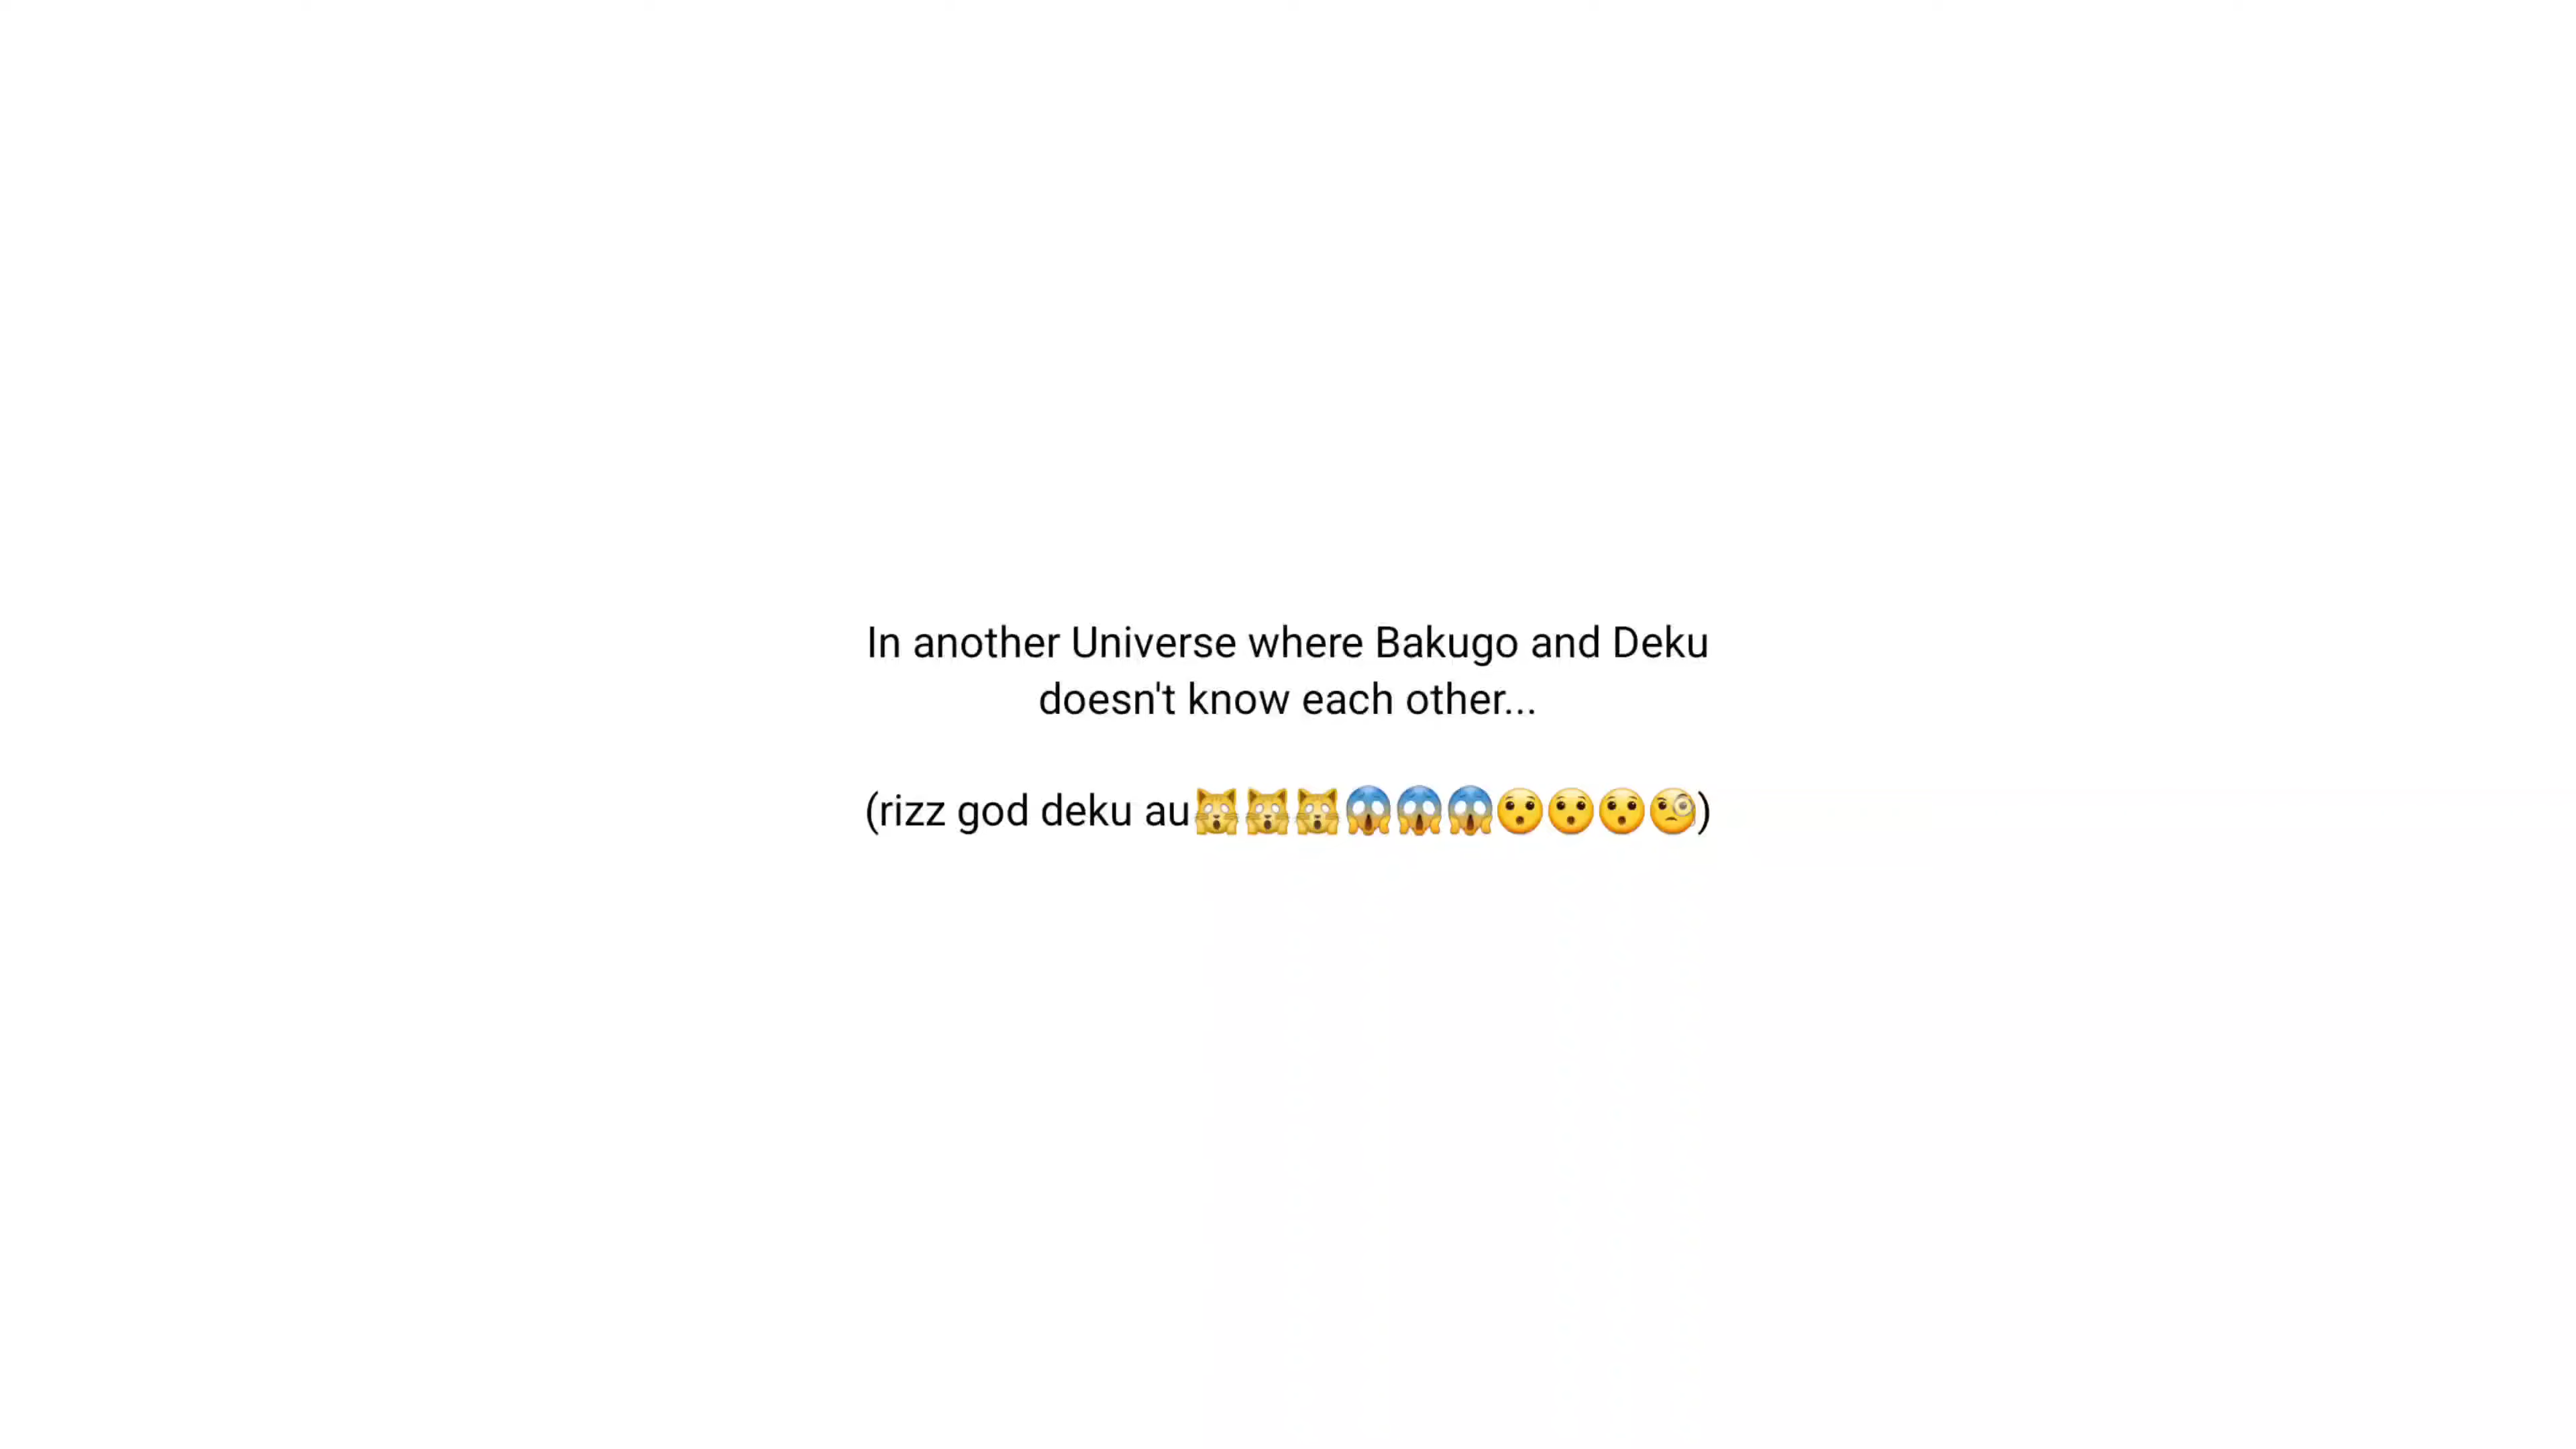 In another Universe where Bakugo and Deku
doesn't know each other...
(rizz god deku au🙀🙀🙀😱😱😱😯😯😯🧐)